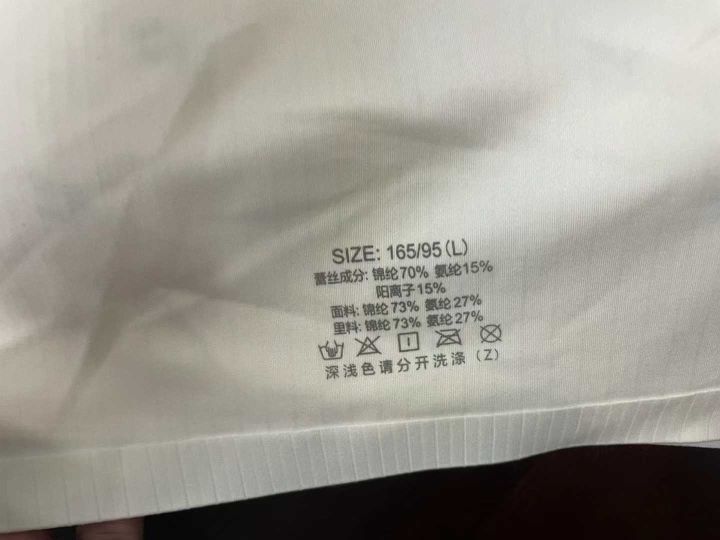 SIZE: 165/95(L)
蕾丝成分: 锦纶70% 氨纶15%
阳离子15%
面料: 锦纶73% 氨纶27%
里料: 锦纶73% 氨纶27%
深浅色请分开洗涤（Z）